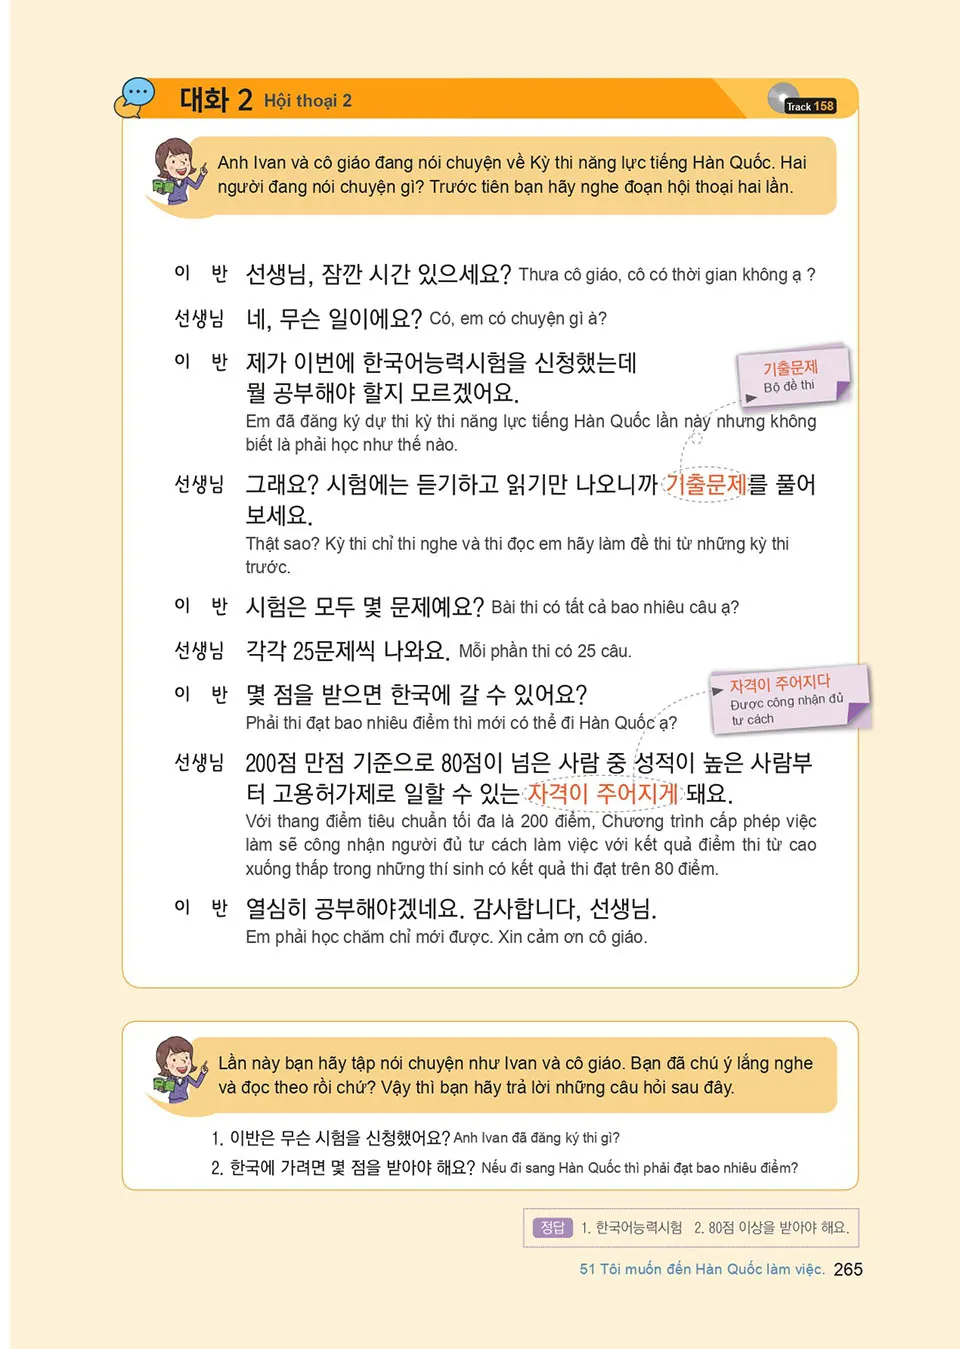 대화 2 Hội thoại 2
Track 158
Anh Ivan và cô giáo đang nói chuyện về Kỳ thi năng lực tiếng Hàn Quốc. Hai
người đang nói chuyện gì? Trước tiên bạn hãy nghe đoạn hội thoại hai lần.
이 반 선생님, 잠깐 시간 있으세요? Thưa cô giáo, cô có thời gian không ạ ?
선생님 네, 무슨 일이에요? Có, em có chuyện gì à?
이 반 제가 이번에 한국어능력시험을 신청했는데
뭘 공부해야 할지 모르겠어요.
기출문제
Bộ đề thi
Em đã đăng ký dự thi kỳ thi năng lực tiếng Hàn Quốc lần này nhưng không
biết là phải học như thế nào.
선생님 그래요? 시험에는 듣기하고 읽기만 나오니까 기출문제를 풀어
보세요.
Thật sao? Kỳ thi chỉ thi nghe và thi đọc em hãy làm đề thi từ những kỳ thi
trước.
이 반 시험은 모두 몇 문제예요? Bài thi có tất cả bao nhiêu câu ạ?
선생님 각각 25문제씩 나와요. Mỗi phần thi có 25 câu.
이 반 몇 점을 받으면 한국에 갈 수 있어요?
Phải thi đạt bao nhiêu điểm thì mới có thể đi Hàn Quốc ạ?
자격이 주어지다
Được công nhận đủ
tư cách
선생님 200점 만점 기준으로 80점이 넘은 사람 중 성적이 높은 사람부
터 고용허가제로 일할 수 있는 자격이 주어지게 돼요.
Với thang điểm tiêu chuẩn tối đa là 200 điểm, Chương trình cấp phép việc
làm sẽ công nhận người đủ tư cách làm việc với kết quả điểm thi từ cao
xuống thấp trong những thí sinh có kết quả thi đạt trên 80 điểm.
이 반 열심히 공부해야겠네요. 감사합니다, 선생님.
Em phải học chăm chỉ mới được. Xin cảm ơn cô giáo.
Lần này bạn hãy tập nói chuyện như Ivan và cô giáo. Bạn đã chú ý lắng nghe
và đọc theo rồi chứ? Vậy thì bạn hãy trả lời những câu hỏi sau đây.
1. 이반은 무슨 시험을 신청했어요? Anh Ivan đã đăng ký thi gì?
2. 한국에 가려면 몇 점을 받아야 해요? Nếu đi sang Hàn Quốc thì phải đạt bao nhiêu điểm?
정답 1. 한국어능력시험 2. 80점 이상을 받아야 해요.
51 Tôi muốn đến Hàn Quốc làm việc. 265